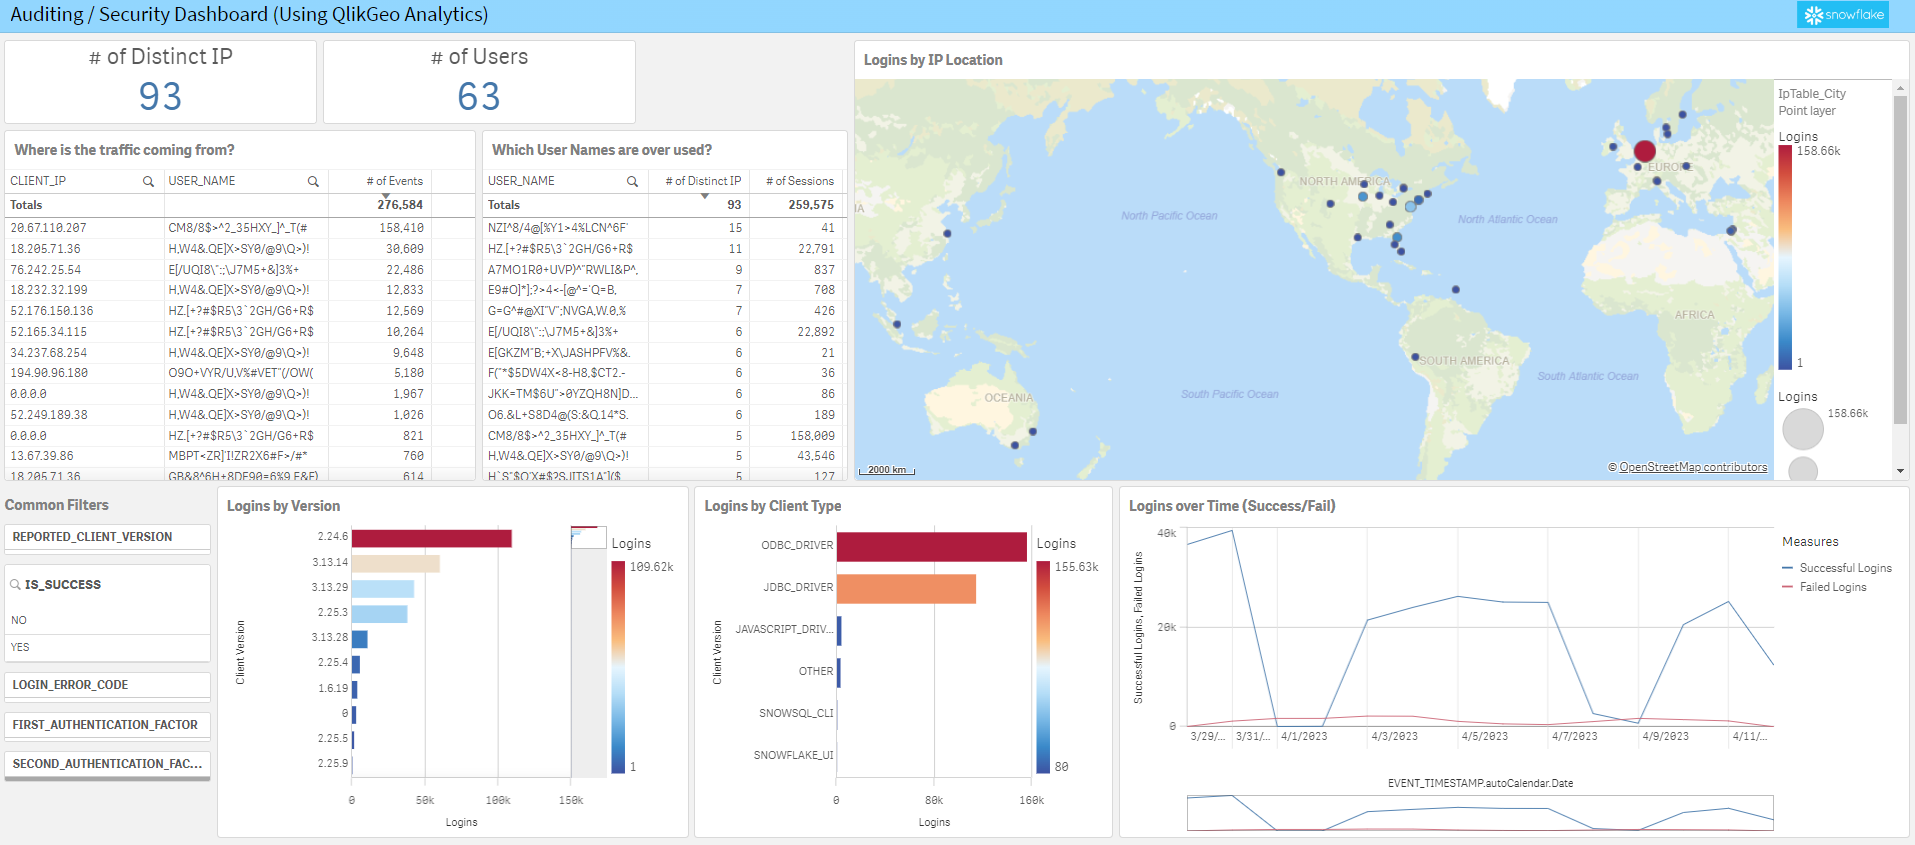 Auditing / Security Dashboard (Using QlikGeo Analytics)
snowflake
# of Distinct IP
93
# of Users
63
Where is the traffic coming from?
CLIENT_IP USER_NAME # of Events
Totals 276,584
20.67.110.207 CM8/8$>^2_35HXY_]^_T(# 158,410
18.205.71.36 H,W4&.QE]X>SY0/@9\Q>)! 30,609
76.242.25.54 E[/UQI8\":;\J7M5+&]3%+ 22,486
18.232.32.199 H,W4&.QE]X>SY0/@9\Q>)! 12,833
52.176.150.136 HZ.[+?#$R5\3`2GH/G6+R$ 12,569
52.165.34.115 HZ.[+?#$R5\3`2GH/G6+R$ 10,264
34.237.68.254 H,W4&.QE]X>SY0/@9\Q>)! 9,648
194.90.96.180 O9O+VYR/U,V%#VET"(/OW( 5,180
0.0.0.0 H,W4&.QE]X>SY0/@9\Q>)! 1,967
52.249.189.38 H,W4&.QE]X>SY0/@9\Q>)! 1,026
0.0.0.0 HZ.[+?#$R5\3`2GH/G6+R$ 821
13.67.39.86 MBPT<ZR]'I!ZR2X6#F>/#* 760
18.205.71.36 GB&8^6H+8DF90=6%9.F&F) 614
Which User Names are over used?
USER_NAME # of Distinct IP # of Sessions
Totals 93 259,575
NZI^8/4@[%Y1>4%LCN^6F' 15 41
HZ.[+?#$R5\3`2GH/G6+R$ 11 22,791
A7MO1R0+UVP)^"RWLI&P^, 9 837
E9#O]*];?>4<-[@^='Q=B, 7 708
G=G^#@XI"V";NVGA,W.0,% 7 426
E[/UQI8\":;\J7M5+&]3%+ 6 22,892
E[GKZM"B;+X\JASHPFV%&. 6 21
F("*$5DW4X<8-H8,$CT2.- 6 36
JKK=TM$6U">0YZQH8N]D... 6 86
O6.&L+S8D4@(S:&Q.14*S. 6 189
CM8/8$>^2_35HXY_]^_T(# 5 158,009
H,W4&.QE]X>SY0/@9\Q>)! 5 43,546
H`S"$O'X#$?SJITS1A"]($ 5 127
Logins by IP Location
IA
NORTH AMERICA
EUROPE
North Pacific Ocean
North Atlantic Ocean
AFRICA
SOUTH AMERICA
OCEANIA
South Pacific Ocean
South Atlantic Ocean
2000 km
© OpenStreetMap contributors
IpTable_City
Point layer
Logins
158.66k
1
Logins
158.66k
Common Filters
REPORTED_CLIENT_VERSION
IS_SUCCESS
NO
YES
LOGIN_ERROR_CODE
FIRST_AUTHENTICATION_FACTOR
SECOND_AUTHENTICATION_FAC...
Logins by Version
Client Version
2.24.6
3.13.14
3.13.29
2.25.3
3.13.28
2.25.4
1.6.19
0
2.25.5
2.25.9
0 50k 100k 150k
Logins
Logins
109.62k
1
Logins by Client Type
Client Version
ODBC_DRIVER
JDBC_DRIVER
JAVASCRIPT_DRIV...
OTHER
SNOWSQL_CLI
SNOWFLAKE_UI
0 80k 160k
Logins
Logins
155.63k
80
Logins over Time (Success/Fail)
Successful Logins, Failed Logins
40k
20k
0
3/29/... 3/31/... 4/1/2023 4/3/2023 4/5/2023 4/7/2023 4/9/2023 4/11/...
EVENT_TIMESTAMP.autoCalendar.Date
Measures
Successful Logins
Failed Logins